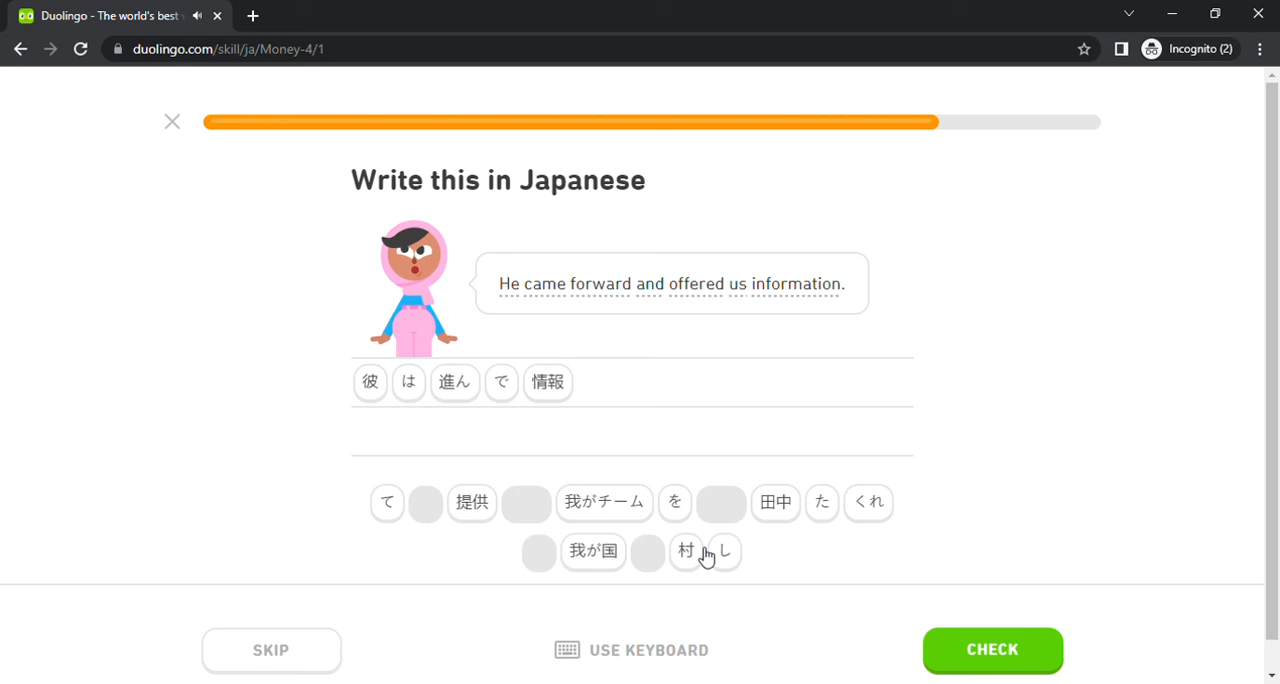 Duolingo - The world's best
duolingo.com/skill/ja/Money-4/1
Incognito (2)
Write this in Japanese
He came forward and offered us information.
彼 は 進ん で 情報
て 提供 我がチーム を 田中 た くれ
我が国 村 し
SKIP
USE KEYBOARD
CHECK